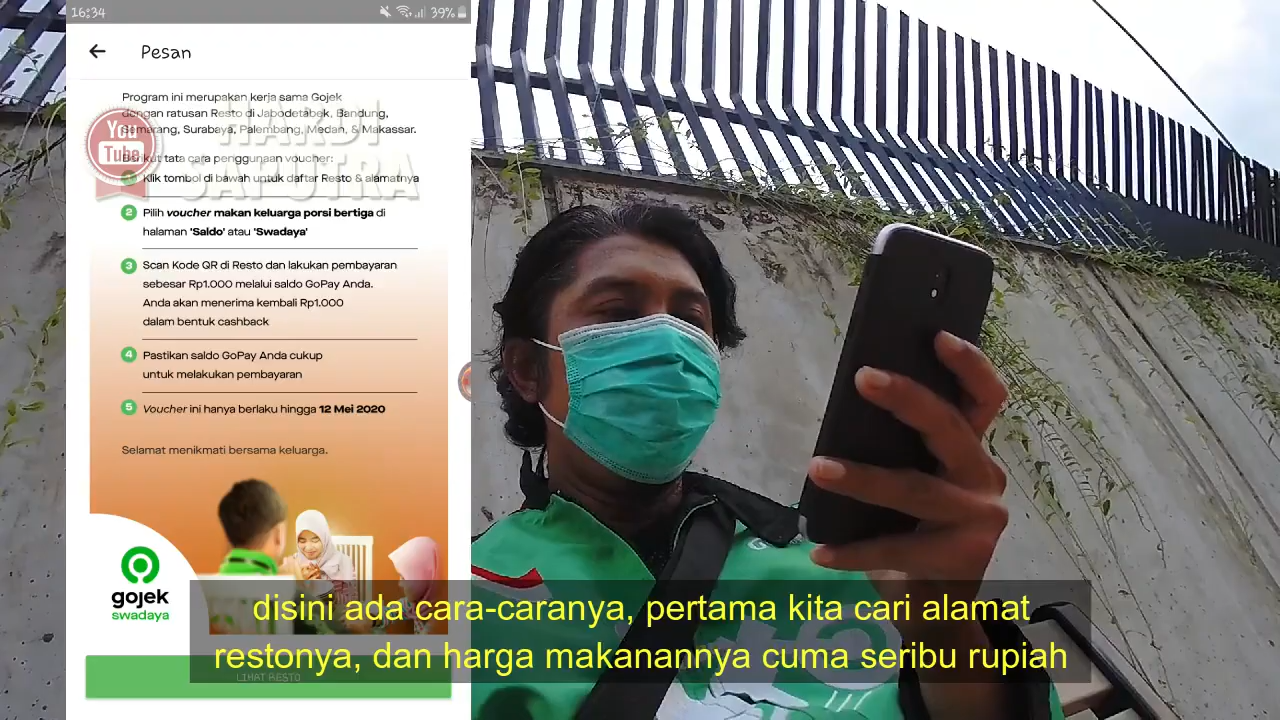 16:34
39%
Pesan
Program ini merupakan kerja sama Gojek
dengan ratusan Resto di Jabodetabek, Bandung,
Semarang, Surabaya, Palembang, Medan, & Makassar.
You
Tube
HARDI
SAPUTRA
Berikut tata cara penggunaan voucher:
Klik tombol di bawah untuk daftar Resto & alamatnya
2 Pilih voucher makan keluarga porsi bertiga di
halaman 'Saldo' atau 'Swadaya'
3 Scan Kode QR di Resto dan lakukan pembayaran
sebesar Rp1.000 melalui saldo GoPay Anda.
Anda akan menerima kembali Rp1.000
dalam bentuk cashback
4 Pastikan saldo GoPay Anda cukup
untuk melakukan pembayaran
5 Voucher ini hanya berlaku hingga 12 Mei 2020
Selamat menikmati bersama keluarga.
gojek
swadaya
disini ada cara-caranya, pertama kita cari alamat
restonya, dan harga makanannya cuma seribu rupiah
LIHAT RESTO